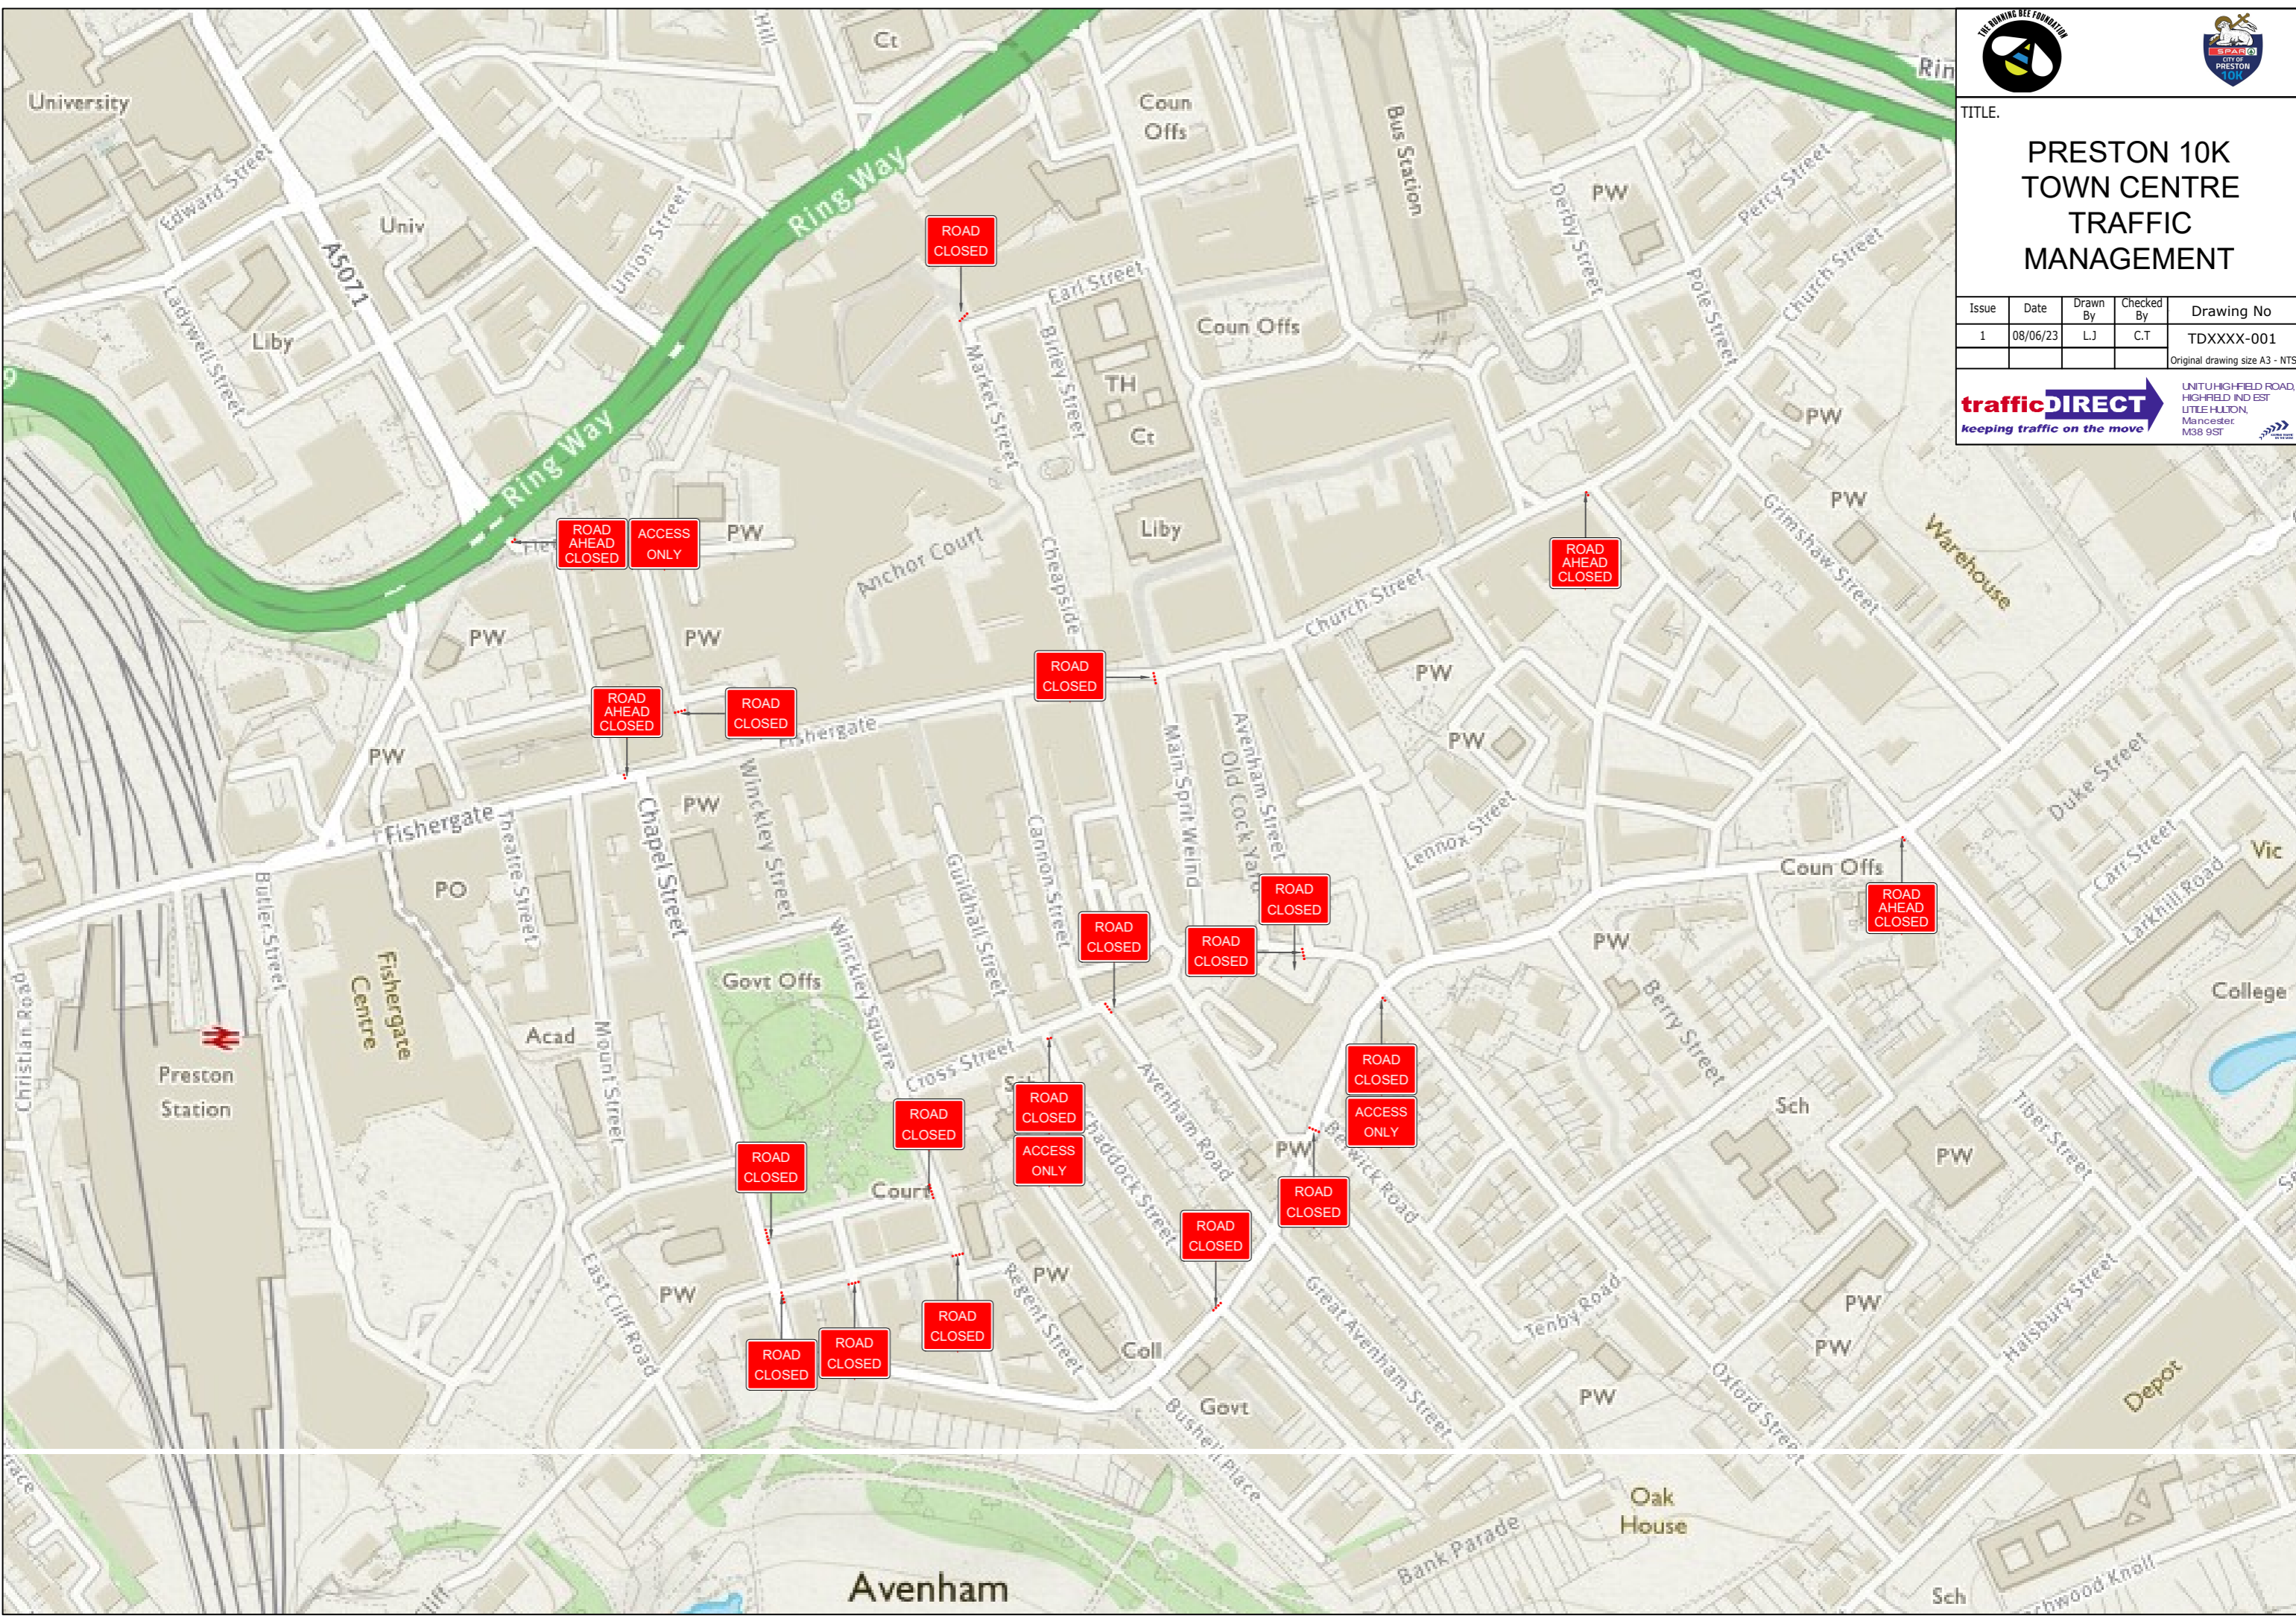 THE RUNNING BEE FOUNDATION
SPAR
CITY OF
PRESTON
10K
TITLE.
PRESTON 10K
TOWN CENTRE
TRAFFIC
MANAGEMENT
Issue
Date
Drawn
By
Checked
By
Drawing No
1
08/06/23
L.J
C.T
TDXXXX-001
Original drawing size A3 - NTS
trafficDIRECT
keeping traffic on the move
UNIT U HIGHFIELD ROAD,
HIGHFIELD IND EST
LITTLE HULTON,
Manchester.
M38 9ST
Hill
Ct
University
Edward Street
Univ
A5071
Union Street
Ring Way
Coun
Offs
Bus Station
Derby Street
PW
Percy Street
Church Street
Pole Street
Ladywell Street
Liby
ROAD
CLOSED
Earl Street
Market Street
Birley Street
TH
Ct
Coun Offs
PW
Ring Way
ROAD
AHEAD
CLOSED
ACCESS
ONLY
PW
Anchor Court
Cheapside
Liby
ROAD
AHEAD
CLOSED
Grimshaw Street
PW
Warehouse
Church Street
PW
PW
ROAD
AHEAD
CLOSED
ROAD
CLOSED
Fishergate
ROAD
CLOSED
PW
PW
PW
Fishergate
Theatre Street
Chapel Street
PW
Winckley Street
Guildhall Street
Cannon Street
Main Sprit Weind
Old Cock Yard
Avenham Street
Lennox Street
Coun Offs
Duke Street
Carr Street
Vic
Larkhill Road
Butler Street
PO
Fishergate
Centre
Govt Offs
Winckley Square
ROAD
CLOSED
ROAD
CLOSED
ROAD
CLOSED
ROAD
AHEAD
CLOSED
PW
Berry Street
College
Christian Road
Preston
Station
Acad
Mount Street
Cross Street
ROAD
CLOSED
ACCESS
ONLY
Chaddock Street
Avenham Road
ROAD
CLOSED
ACCESS
ONLY
Sch
Tiber Street
PW
PW
Berwick Road
ROAD
CLOSED
ROAD
CLOSED
Court
ROAD
CLOSED
ROAD
CLOSED
PW
East Cliff Road
PW
Regent Street
Great Avenham Street
Tenby Road
PW
PW
Oxford Street
Depot
ROAD
CLOSED
ROAD
CLOSED
ROAD
CLOSED
Coll
Govt
PW
Bushell Place
Oak
House
Bank Parade
Avenham
Sch